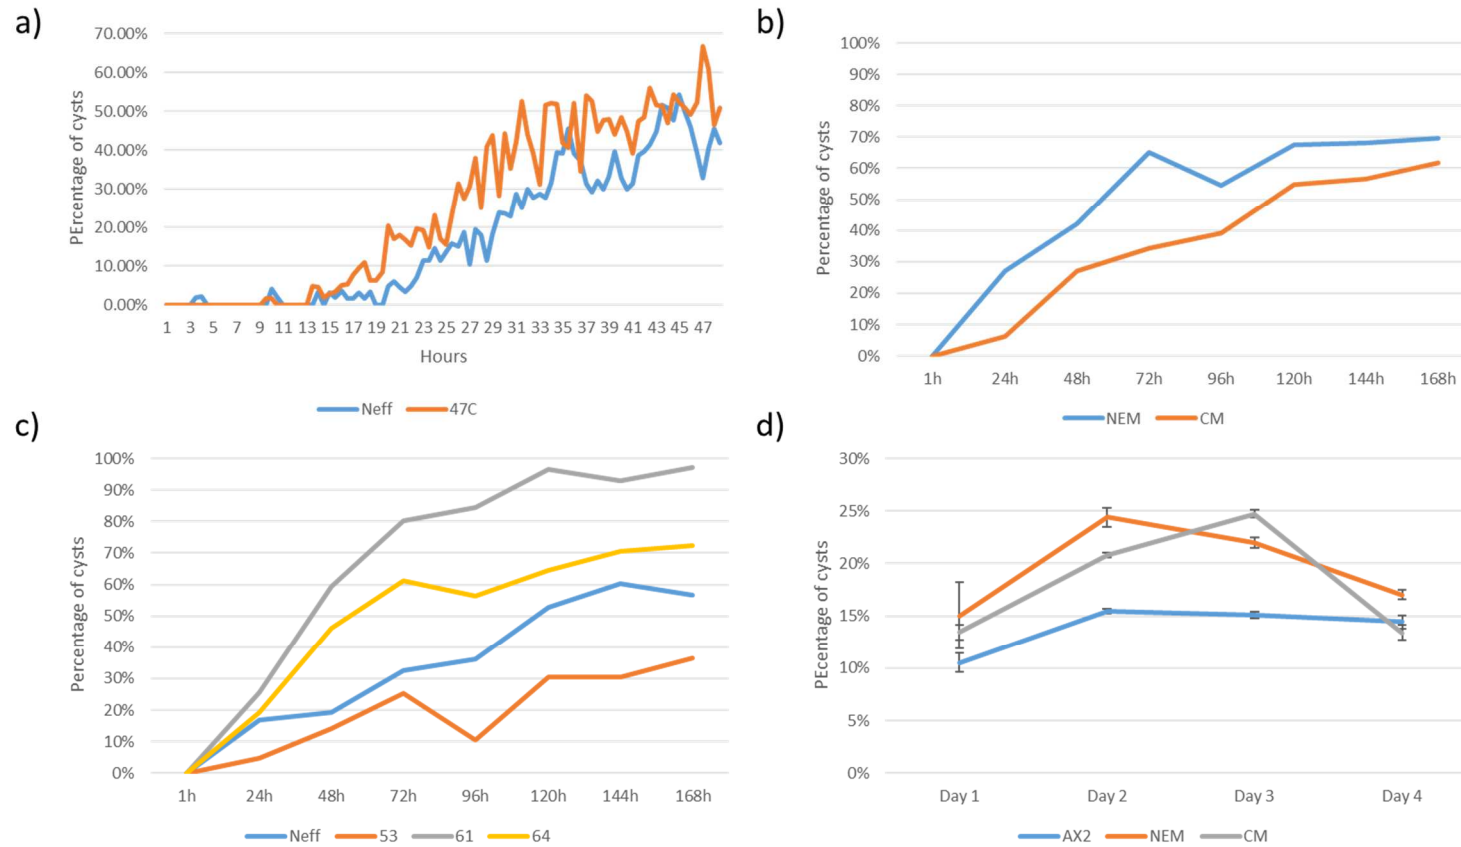 a)
70.00%
60.00%
50.00%
40.00%
30.00%
20.00%
10.00%
0.00%
PErcentage of cysts
1 3 5 7 9 11 13 15 17 19 21 23 25 27 29 31 33 35 37 39 41 43 45 47
Hours
Neff 47C
b)
100%
90%
80%
70%
60%
50%
40%
30%
20%
10%
0%
Percentage of cysts
1h 24h 48h 72h 96h 120h 144h 168h
NEM CM
c)
100%
90%
80%
70%
60%
50%
40%
30%
20%
10%
0%
Percentage of cysts
1h 24h 48h 72h 96h 120h 144h 168h
Neff 53 61 64
d)
30%
25%
20%
15%
10%
5%
0%
PEcentage of cysts
Day 1 Day 2 Day 3 Day 4
AX2 NEM CM